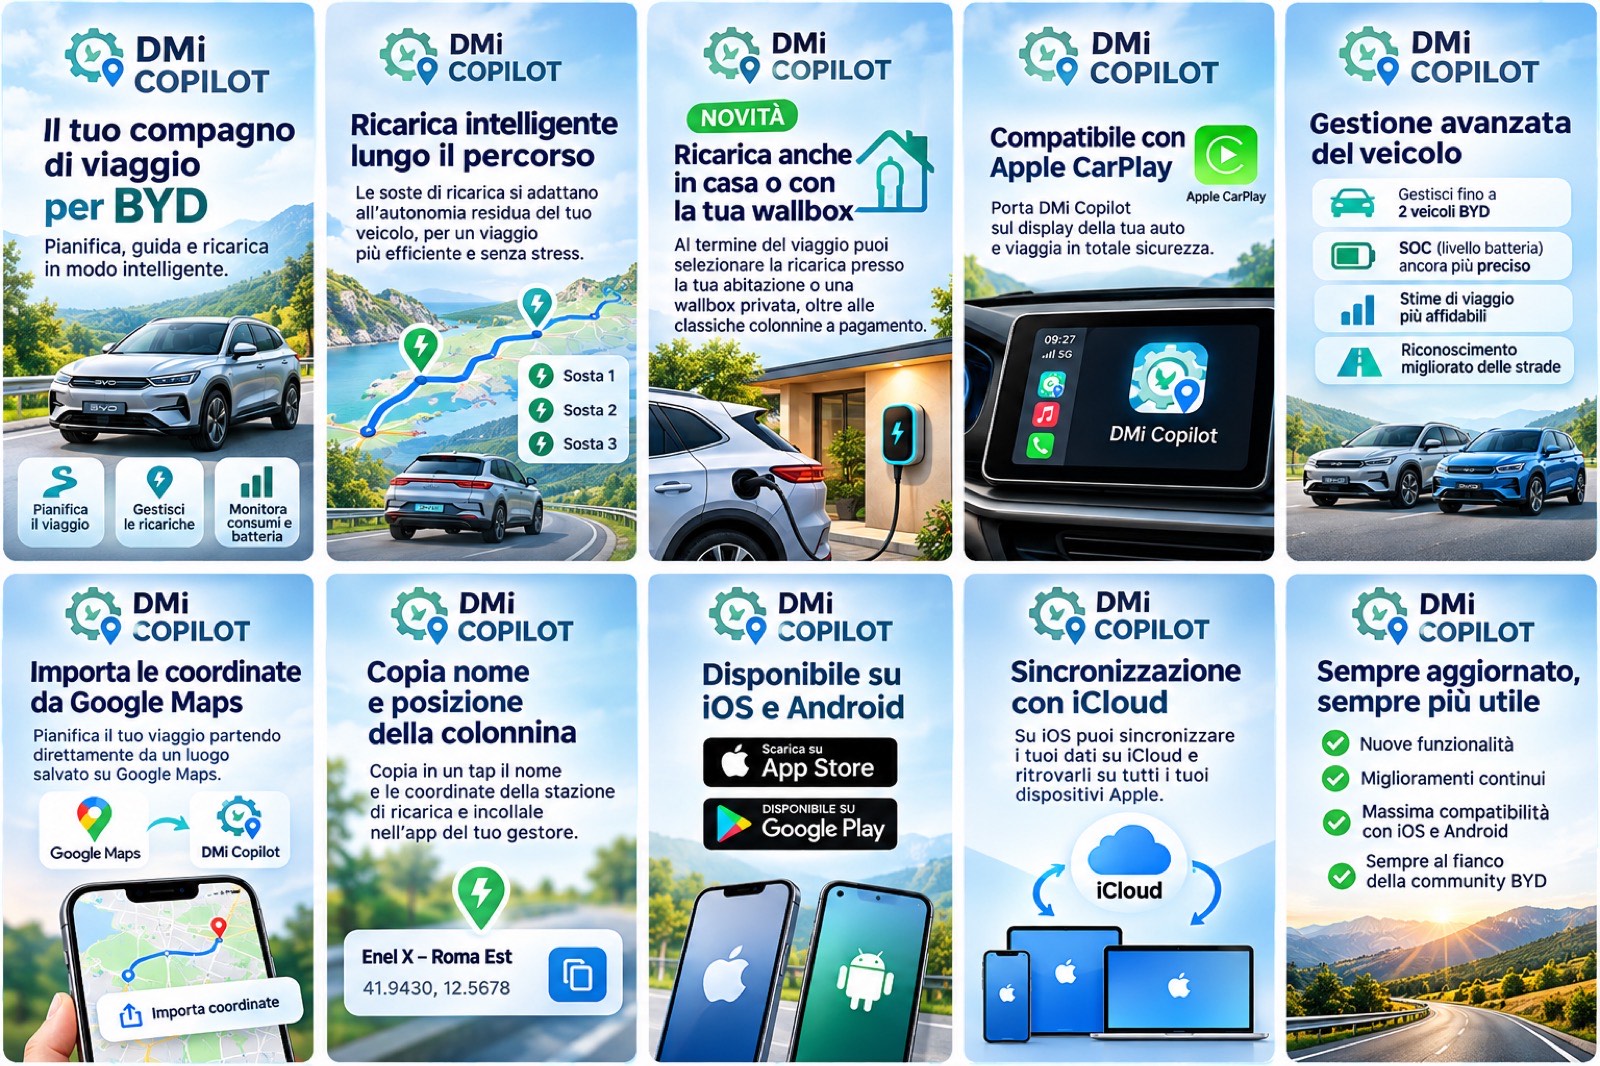 DMi
COPILOT
Il tuo compagno
di viaggio
per BYD
Pianifica, guida e ricarica
in modo intelligente.
BYD
BYD
Pianifica
il viaggio
Gestisci
le ricariche
Monitora
consumi e
batteria
DMi
COPILOT
Ricarica intelligente
lungo il percorso
Le soste di ricarica si adattano
all'autonomia residua del tuo
veicolo, per un viaggio
più efficiente e senza stress.
Sosta 1
Sosta 2
Sosta 3
DMi
COPILOT
NOVITÀ
Ricarica anche
in casa o con
la tua wallbox
Al termine del viaggio puoi
selezionare la ricarica presso
la tua abitazione o una
wallbox privata, oltre alle
classiche colonnine a pagamento.
DMi
COPILOT
Compatibile con
Apple CarPlay
Apple CarPlay
Porta DMi Copilot
sul display della tua auto
e viaggia in totale sicurezza.
09:27
5G
DMi Copilot
DMi
COPILOT
Gestione avanzata
del veicolo
Gestisci fino a
2 veicoli BYD
SOC (livello batteria)
ancora più preciso
Stime di viaggio
più affidabili
Riconoscimento
migliorato delle strade
DMi
COPILOT
Importa le coordinate
da Google Maps
Pianifica il tuo viaggio partendo
direttamente da un luogo
salvato su Google Maps.
Google Maps
DMi Copilot
Importa coordinate
DMi
COPILOT
Copia nome
e posizione
della colonnina
Copia in un tap il nome
e le coordinate della stazione
di ricarica e incollale
nell'app del tuo gestore.
Enel X – Roma Est
41.9430, 12.5678
DMi
COPILOT
Disponibile su
iOS e Android
Scarica su
App Store
DISPONIBILE SU
Google Play
DMi
COPILOT
Sincronizzazione
con iCloud
Su iOS puoi sincronizzare
i tuoi dati su iCloud e
ritrovarli su tutti i tuoi
dispositivi Apple.
iCloud
DMi
COPILOT
Sempre aggiornato,
sempre più utile
Nuove funzionalità
Miglioramenti continui
Massima compatibilità
con iOS e Android
Sempre al fianco
della community BYD